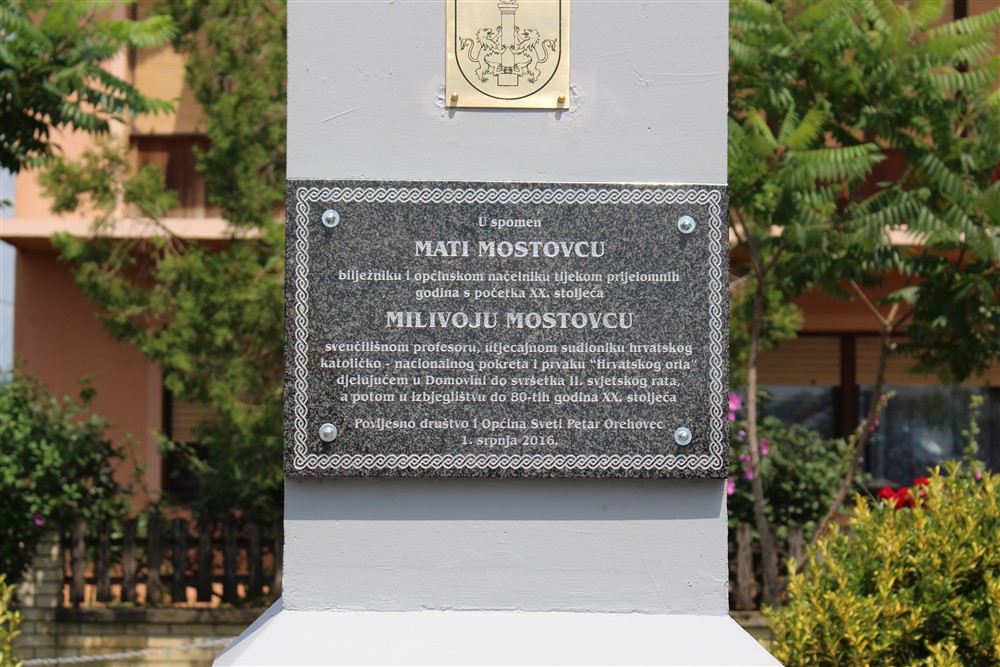 U spomen
MATI MOSTOVCU
bilježniku i općinskom načelniku tijekom prijelomnih
godina s početka XX. stoljeća
MILIVOJU MOSTOVCU
sveučilišnom profesoru, utjecajnom sudioniku hrvatskog
katoličko - nacionalnog pokreta i prvaku "Hrvatskog orla"
djelujućem u Domovini do svršetka II. svjetskog rata,
a potom u izbjeglištvu do 80-tih godina XX. stoljeća
Povijesno društvo i Općina Sveti Petar Orehovec
1. srpnja 2016.